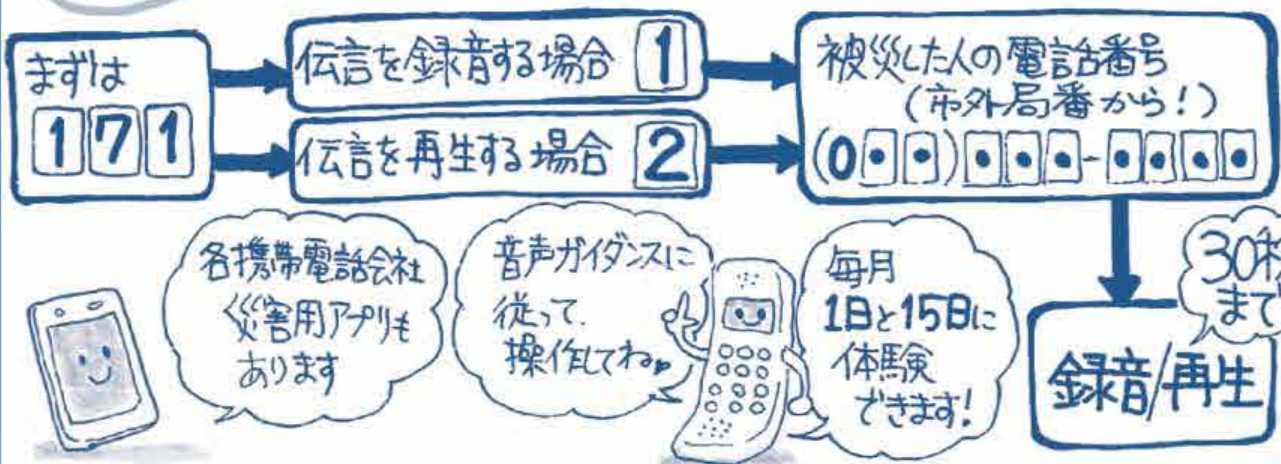 まずは
171
伝言を録音する場合 1
伝言を再生する場合 2
被災した人の電話番号
(市外局番から!)
(0●●)●●●-●●●●
30秒
まで
録音/再生
各携帯電話会社
災害用アプリも
あります
音声ガイダンスに
従って、
操作してね
毎月
1日と15日に
体験
できます!